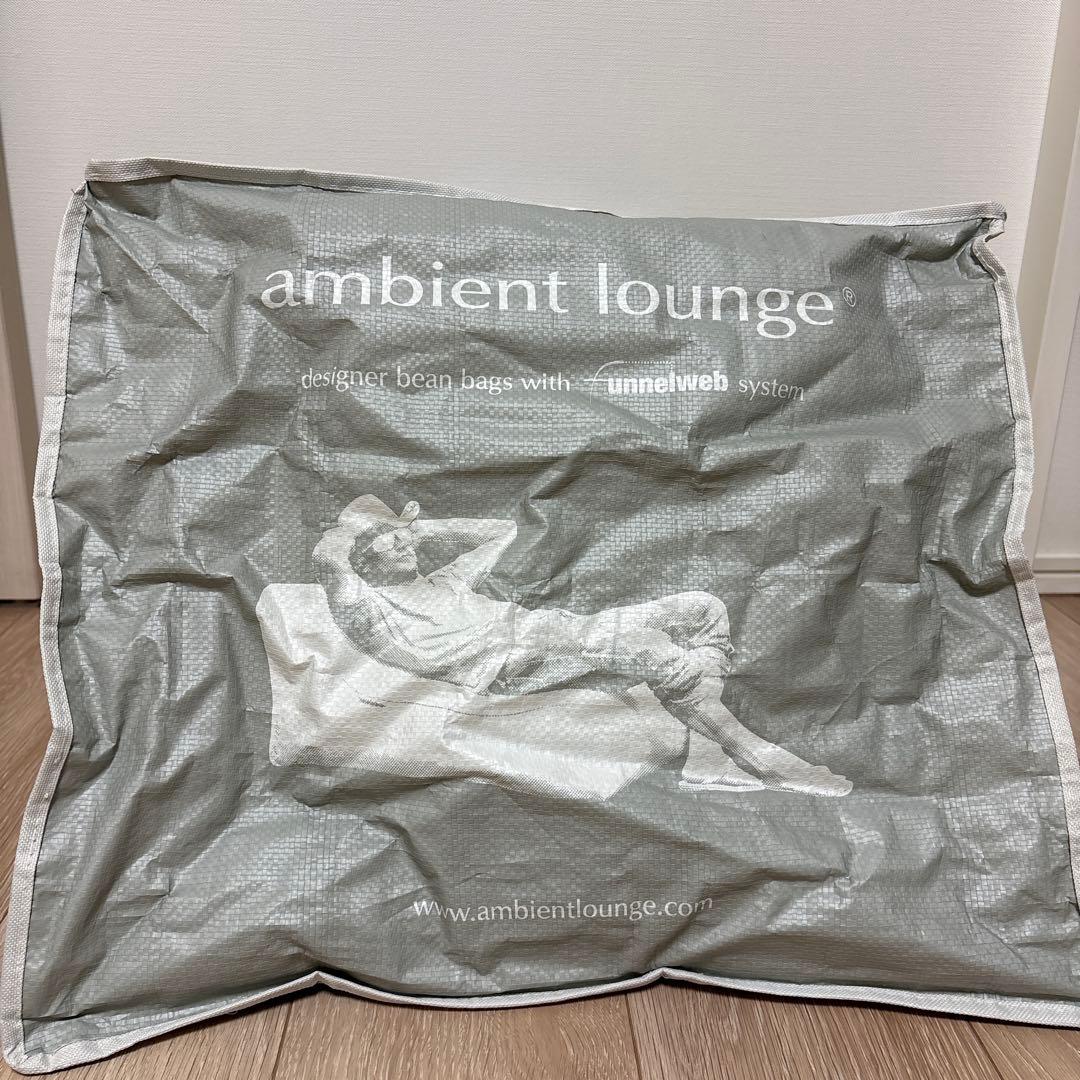 ambient lounge®
designer bean bags with funnelweb system
www.ambientlounge.com